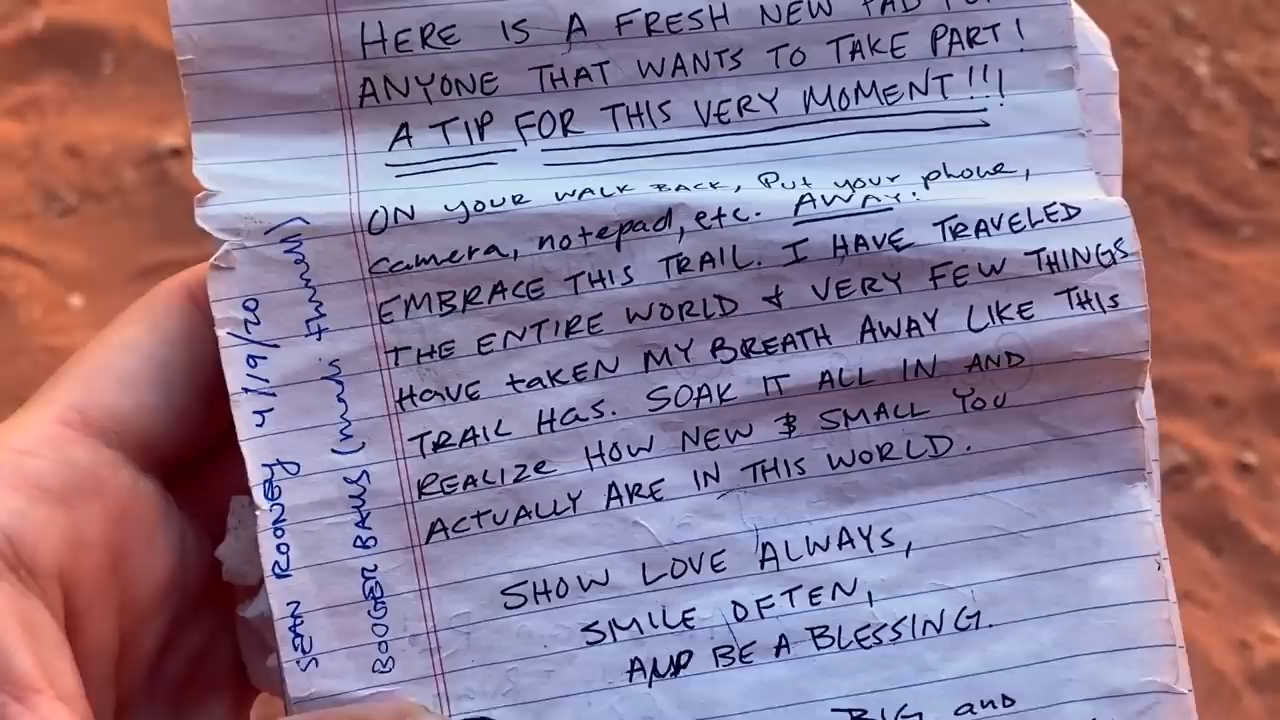 HERE IS A FRESH NEW PAD
ANYONE THAT WANTS TO TAKE PART!
A TIP FOR THIS VERY MOMENT!!!
ON YOUR WALK BACK, Put your phone,
camera, notepad, etc. AWAY!
EMBRACE THIS TRAIL. I HAVE TRAVELED
THE ENTIRE WORLD & VERY FEW THINGS
HAVE taKEN MY BREATH AWAY LIKE THIS
TRAIL HAS. SOAK IT ALL IN AND
REALIZE HOW NEW & SMALL YOU
ACTUALLY ARE IN THIS WORLD.
SHOW LOVE ALWAYS,
SMILE OFTEN,
AND BE A BLESSING.
BIG and
SEAN ROONEY 4/19/20
BOOGER BALLS